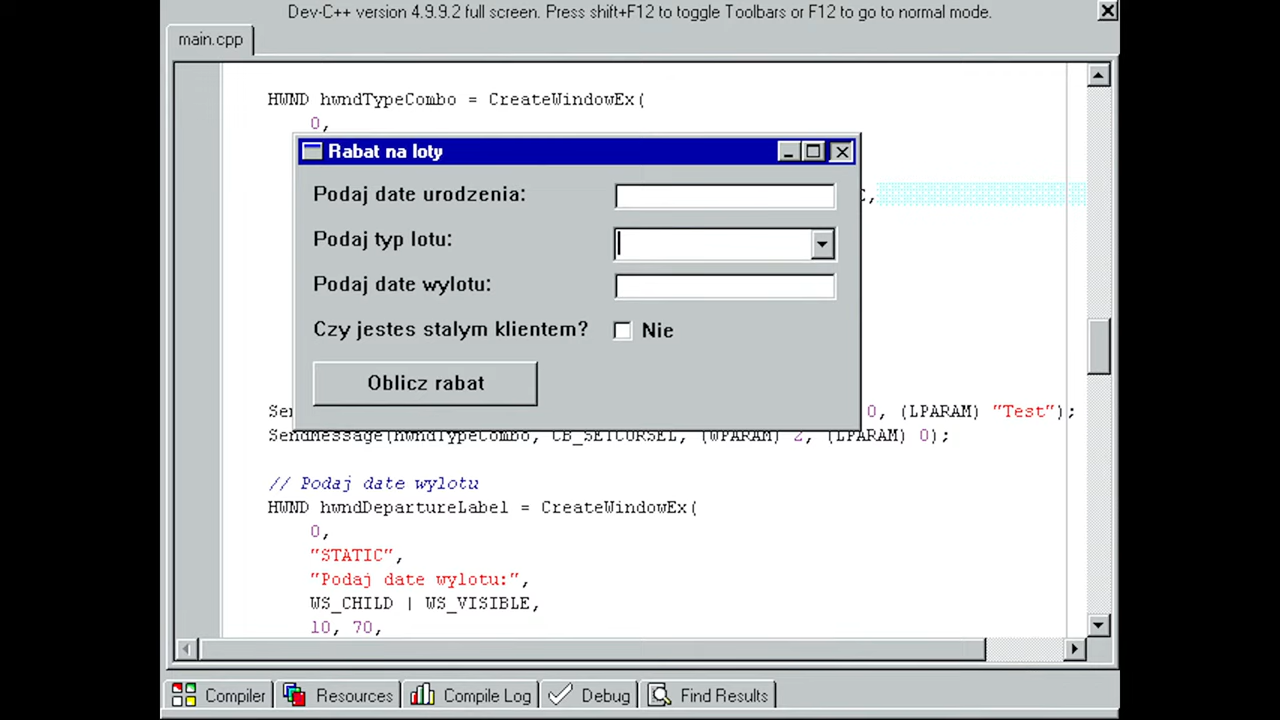 Dev-C++ version 4.9.9.2 full screen. Press shift+F12 to toggle Toolbars or F12 to go to normal mode.
main.cpp
HWND hwndTypeCombo = CreateWindowEx(
0,
Rabat na loty
Podaj date urodzenia:
Podaj typ lotu:
Podaj date wylotu:
Czy jestes stalym klientem? Nie
Oblicz rabat
0, (LPARAM) "Test");
SendMessage(hwndTypeCombo, CB_SETCURSEL, (WPARAM) 2, (LPARAM) 0);
// Podaj date wylotu
HWND hwndDepartureLabel = CreateWindowEx(
0,
"STATIC",
"Podaj date wylotu:",
WS_CHILD | WS_VISIBLE,
10, 70,
Compiler Resources Compile Log Debug Find Results